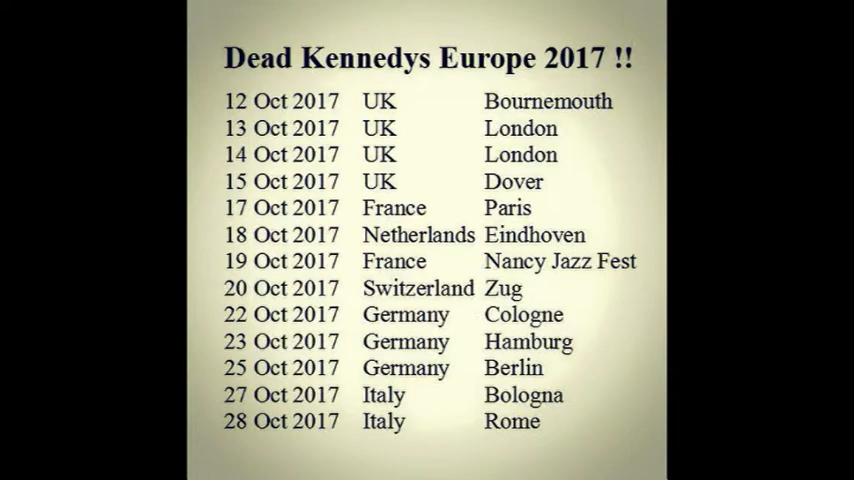 Dead Kennedys Europe 2017 !!
12 Oct 2017 UK Bournemouth
13 Oct 2017 UK London
14 Oct 2017 UK London
15 Oct 2017 UK Dover
17 Oct 2017 France Paris
18 Oct 2017 Netherlands Eindhoven
19 Oct 2017 France Nancy Jazz Fest
20 Oct 2017 Switzerland Zug
22 Oct 2017 Germany Cologne
23 Oct 2017 Germany Hamburg
25 Oct 2017 Germany Berlin
27 Oct 2017 Italy Bologna
28 Oct 2017 Italy Rome